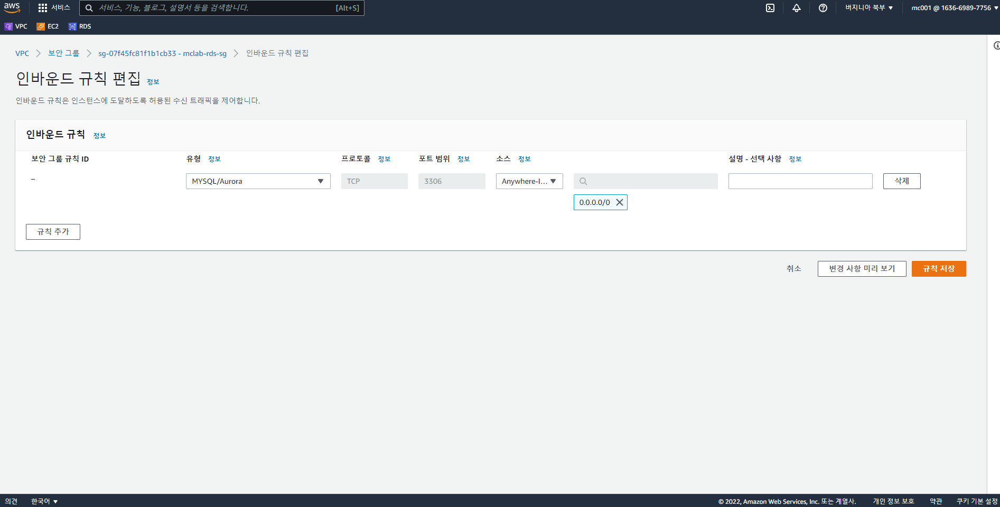 aws 서비스 서비스, 기능, 블로그, 설명서 등을 검색합니다. [Alt+S] 버지니아 북부 ▼ mc001 @ 1636-6989-7756 ▼
VPC EC2 RDS
VPC > 보안 그룹 > sg-07f45fc81f1b1cb33 - mclab-rds-sg > 인바운드 규칙 편집
인바운드 규칙 편집 정보
인바운드 규칙은 인스턴스에 도달하도록 허용된 수신 트래픽을 제어합니다.
인바운드 규칙 정보
보안 그룹 규칙 ID 유형 정보 프로토콜 정보 포트 범위 정보 소스 정보 설명 - 선택 사항 정보
– MYSQL/Aurora TCP 3306 Anywhere-I... 삭제
0.0.0.0/0
규칙 추가
취소 변경 사항 미리 보기 규칙 저장
의견 한국어 ▼ © 2022, Amazon Web Services, Inc. 또는 계열사. 개인 정보 보호 약관 쿠키 기본 설정